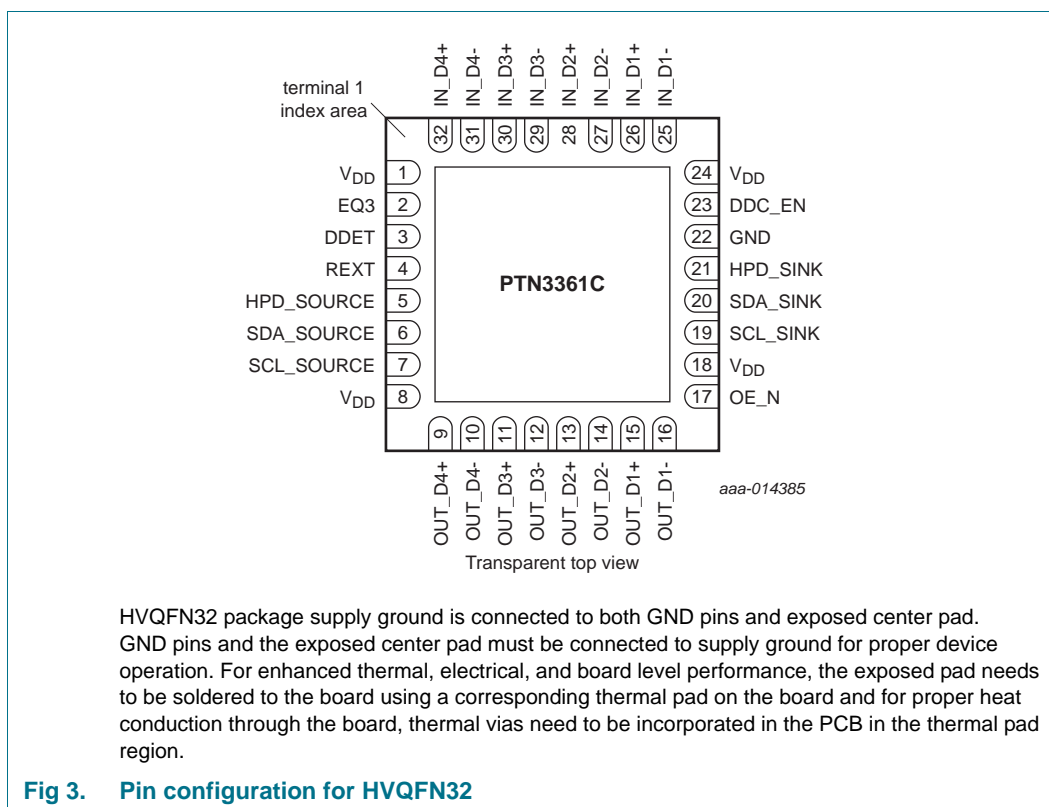 IN_D4+
IN_D4-
IN_D3+
IN_D3-
IN_D2+
IN_D2-
IN_D1+
IN_D1-
terminal 1
index area
32
31
30
29
28
27
26
25
VDD 1
EQ3 2
DDET 3
REXT 4
HPD_SOURCE 5
SDA_SOURCE 6
SCL_SOURCE 7
VDD 8
PTN3361C
24 VDD
23 DDC_EN
22 GND
21 HPD_SINK
20 SDA_SINK
19 SCL_SINK
18 VDD
17 OE_N
9
10
11
12
13
14
15
16
OUT_D4+
OUT_D4-
OUT_D3+
OUT_D3-
OUT_D2+
OUT_D2-
OUT_D1+
OUT_D1-
aaa-014385
Transparent top view
HVQFN32 package supply ground is connected to both GND pins and exposed center pad.
GND pins and the exposed center pad must be connected to supply ground for proper device
operation. For enhanced thermal, electrical, and board level performance, the exposed pad needs
to be soldered to the board using a corresponding thermal pad on the board and for proper heat
conduction through the board, thermal vias need to be incorporated in the PCB in the thermal pad
region.
Fig 3. Pin configuration for HVQFN32